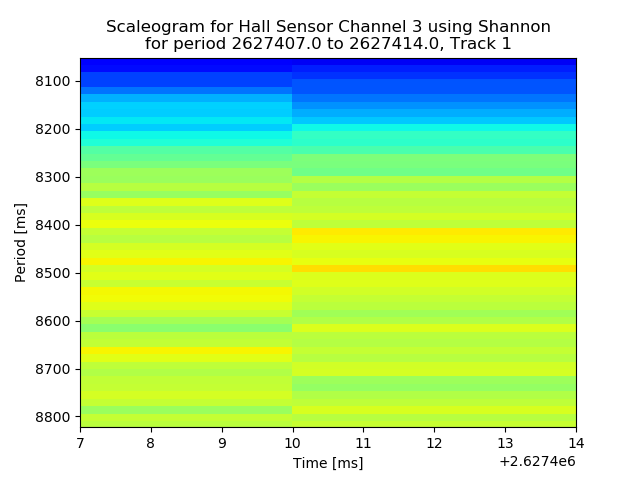 Scaleogram for Hall Sensor Channel 3 using Shannon
for period 2627407.0 to 2627414.0, Track 1
Period [ms]
8100
8200
8300
8400
8500
8600
8700
8800
7 8 9 10 11 12 13 14
Time [ms]
+2.6274e6